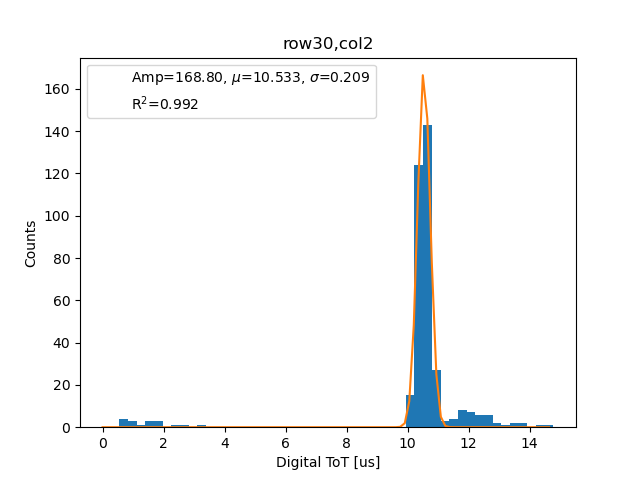 row30,col2
Amp=168.80, μ=10.533, σ=0.209
R²=0.992
160
140
120
100
80
60
40
20
0
Counts
0 2 4 6 8 10 12 14
Digital ToT [us]